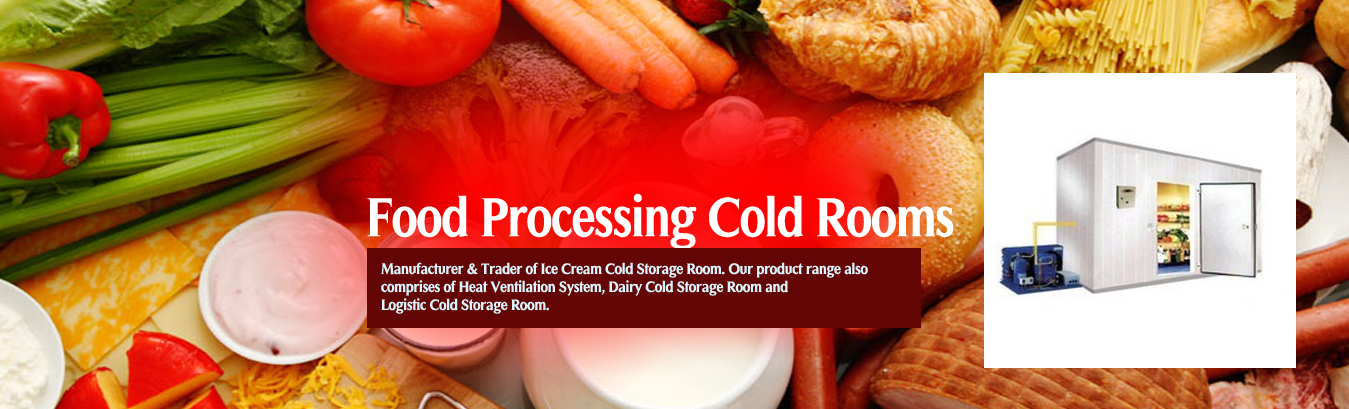 Food Processing Cold Rooms
Manufacturer & Trader of Ice Cream Cold Storage Room. Our product range also
comprises of Heat Ventilation System, Dairy Cold Storage Room and
Logistic Cold Storage Room.